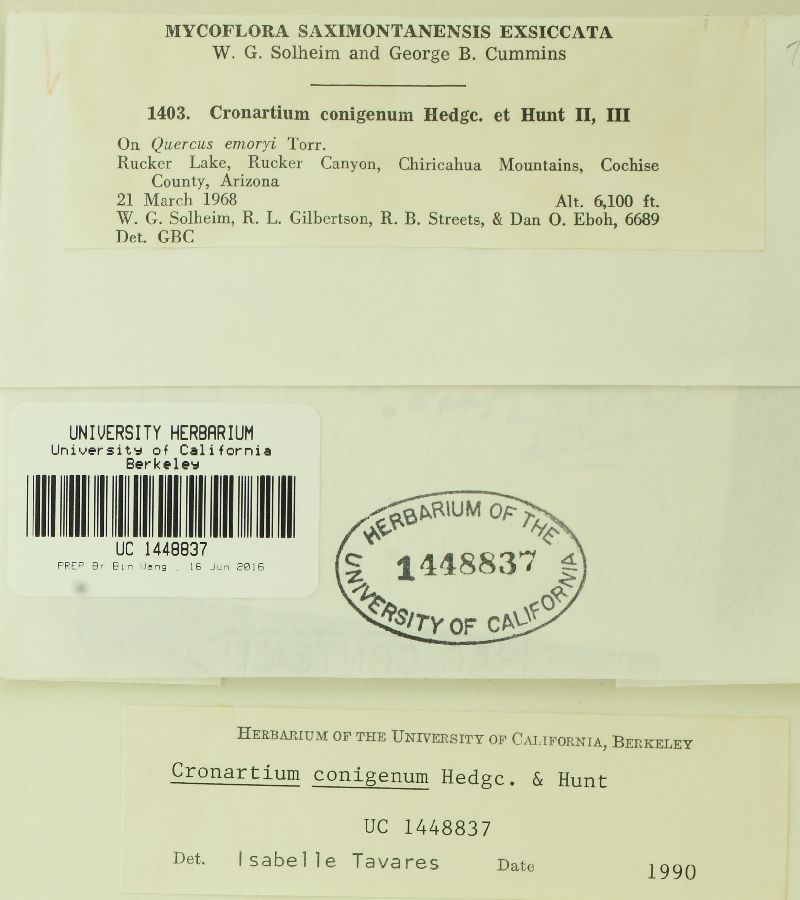 MYCOFLORA SAXIMONTANENSIS EXSICCATA
W. G. Solheim and George B. Cummins
1403. Cronartium conigenum Hedgc. et Hunt II, III
On Quercus emoryi Torr.
Rucker Lake, Rucker Canyon, Chiricahua Mountains, Cochise
County, Arizona
21 March 1968 Alt. 6,100 ft.
W. G. Solheim, R. L. Gilbertson, R. B. Streets, & Dan O. Eboh, 6689
Det. GBC
UNIVERSITY HERBARIUM
University of California
Berkeley
UC 1448837
PREP BY Bin Wang , 16 Jun 2016
HERBARIUM OF THE
1448837
UNIVERSITY OF CALIFORNIA
HERBARIUM OF THE UNIVERSITY OF CALIFORNIA, BERKELEY
Cronartium conigenum Hedgc. & Hunt
UC 1448837
Det. Isabelle Tavares Date 1990